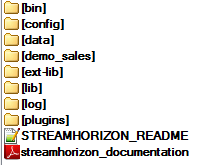 [bin]
[config]
[data]
[demo_sales]
[ext-lib]
[lib]
[log]
[plugins]
STREAMHORIZON_README
streamhorizon_documentation